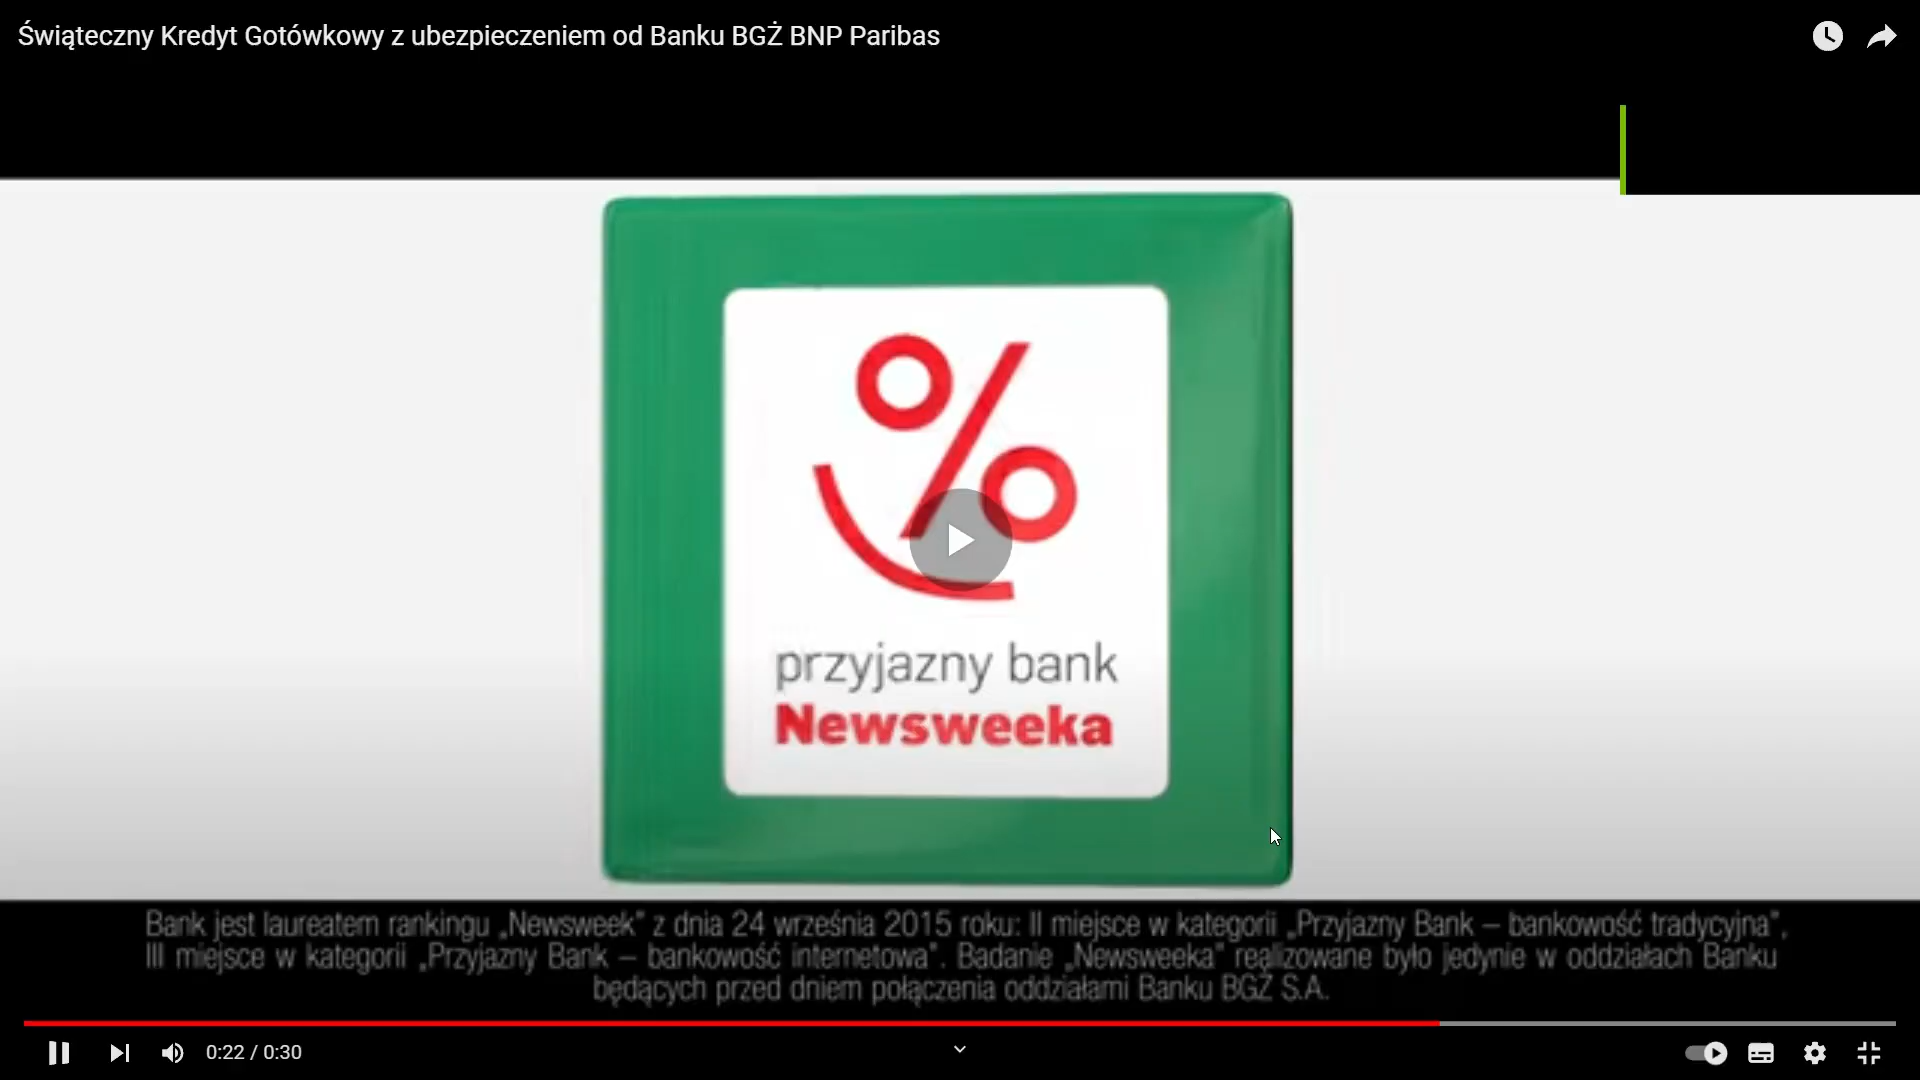 Świąteczny Kredyt Gotówkowy z ubezpieczeniem od Banku BGŻ BNP Paribas
%
przyjazny bank
Newsweeka
Bank jest laureatem rankingu „Newsweek” z dnia 24 września 2015 roku: II miejsce w kategorii „Przyjazny Bank – bankowość tradycyjna”,
III miejsce w kategorii „Przyjazny Bank – bankowość internetowa”. Badanie „Newsweeka” realizowane było jedynie w oddziałach Banku
będących przed dniem połączenia oddziałami Banku BGŻ S.A.
0:22 / 0:30